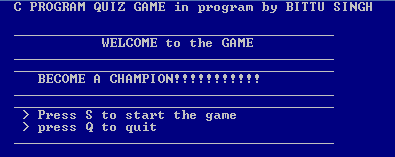 C PROGRAM QUIZ GAME in program by BITTU SINGH
WELCOME to the GAME
BECOME A CHAMPION!!!!!!!!!!!
> Press S to start the game
> press Q to quit